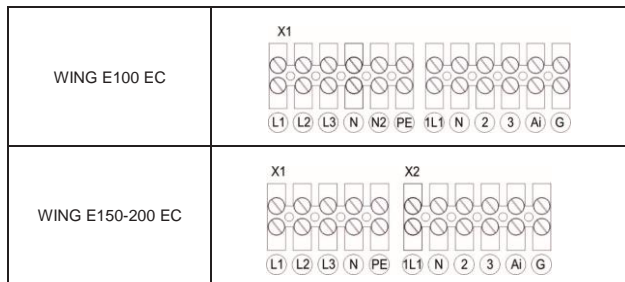 X1
WING E100 EC
L1 L2 L3 N N2 PE 1L1 N 2 3 Ai G
X1 X2
WING E150-200 EC
L1 L2 L3 N PE 1L1 N 2 3 Ai G